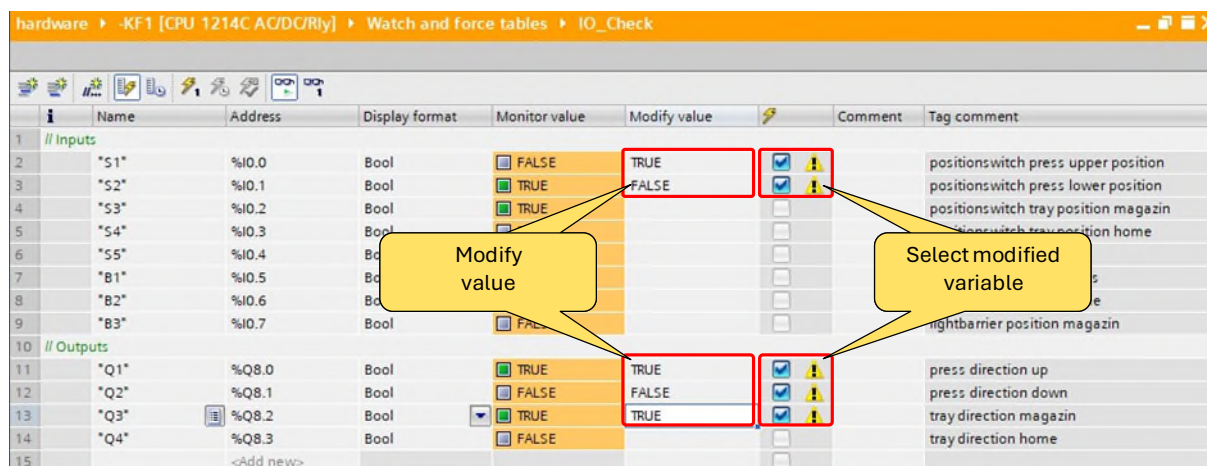 hardware ▸ -KF1 [CPU 1214C AC/DC/Rly] ▸ Watch and force tables ▸ IO_Check
i Name Address Display format Monitor value Modify value Comment Tag comment
1 // Inputs
2 "S1" %I0.0 Bool FALSE TRUE positionswitch press upper position
3 "S2" %I0.1 Bool TRUE FALSE positionswitch press lower position
4 "S3" %I0.2 Bool TRUE positionswitch tray position magazin
5 "S4" %I0.3 Bool positionswitch tray position home
6 "S5" %I0.4
7 "B1" %I0.5
8 "B2" %I0.6
9 "B3" %I0.7 Bool FALSE lightbarrier position magazin
Modify
value
Select modified
variable
10 // Outputs
11 "Q1" %Q8.0 Bool TRUE TRUE press direction up
12 "Q2" %Q8.1 Bool FALSE FALSE press direction down
13 "Q3" %Q8.2 Bool TRUE TRUE tray direction magazin
14 "Q4" %Q8.3 Bool FALSE tray direction home
15 <Add new>